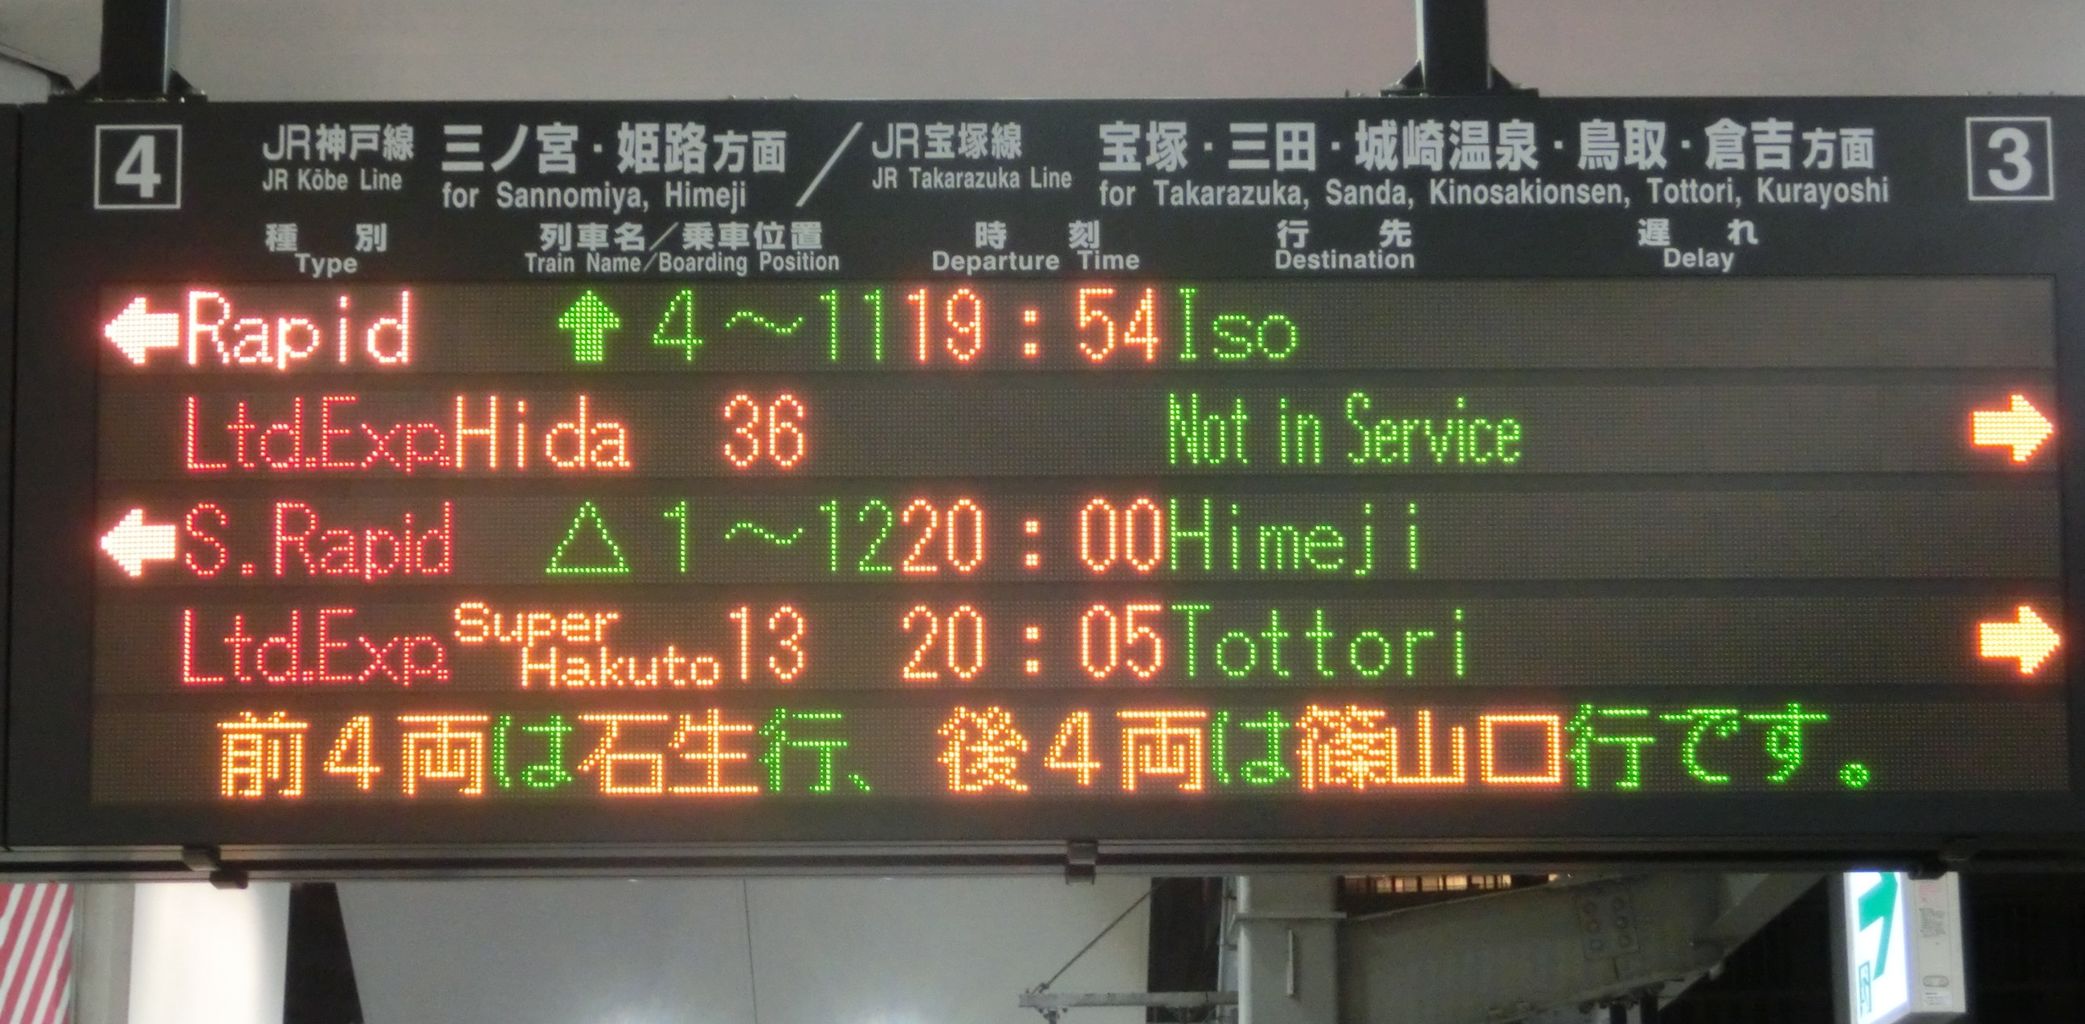 4 JR神戸線 三ノ宮・姫路方面 / JR宝塚線 宝塚・三田・城崎温泉・鳥取・倉吉方面 3
JR Kōbe Line for Sannomiya, Himeji JR Takarazuka Line for Takarazuka, Sanda, Kinosakionsen, Tottori, Kurayoshi
種別 列車名/乗車位置 時刻 行先 遅れ
Type Train Name/Boarding Position Departure Time Destination Delay
←Rapid ⬆4〜11 19:54 Iso
Ltd.Exp. Hida 36 Not in Service →
←S.Rapid △1〜12 20:00 Himeji
Ltd.Exp. Super Hakuto 13 20:05 Tottori →
前4両は石生行、後4両は篠山口行です。